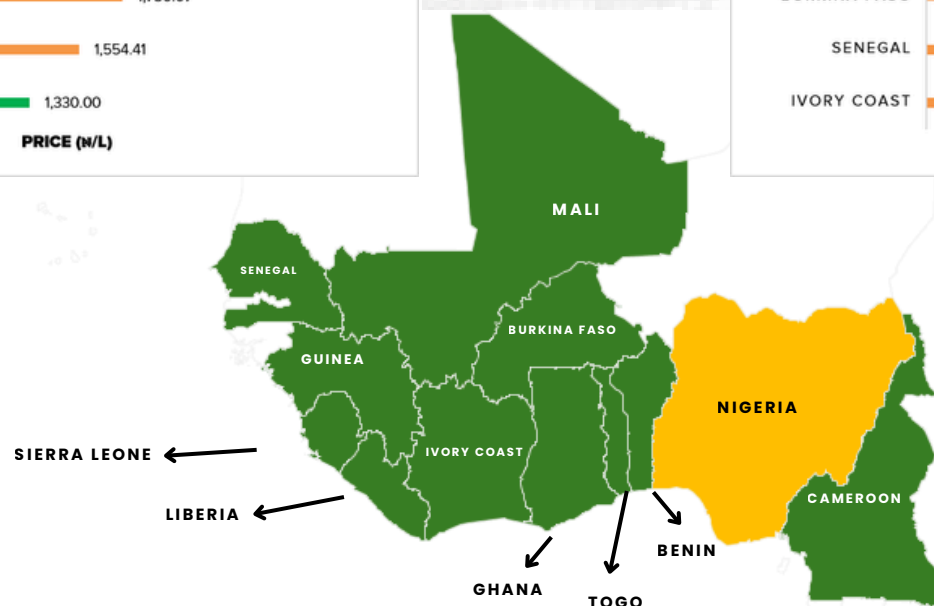 1,554.41
SENEGAL
1,330.00
IVORY COAST
PRICE (₦/L)
MALI
SENEGAL
BURKINA FASO
GUINEA
NIGERIA
IVORY COAST
SIERRA LEONE
CAMEROON
LIBERIA
BENIN
GHANA
TOGO